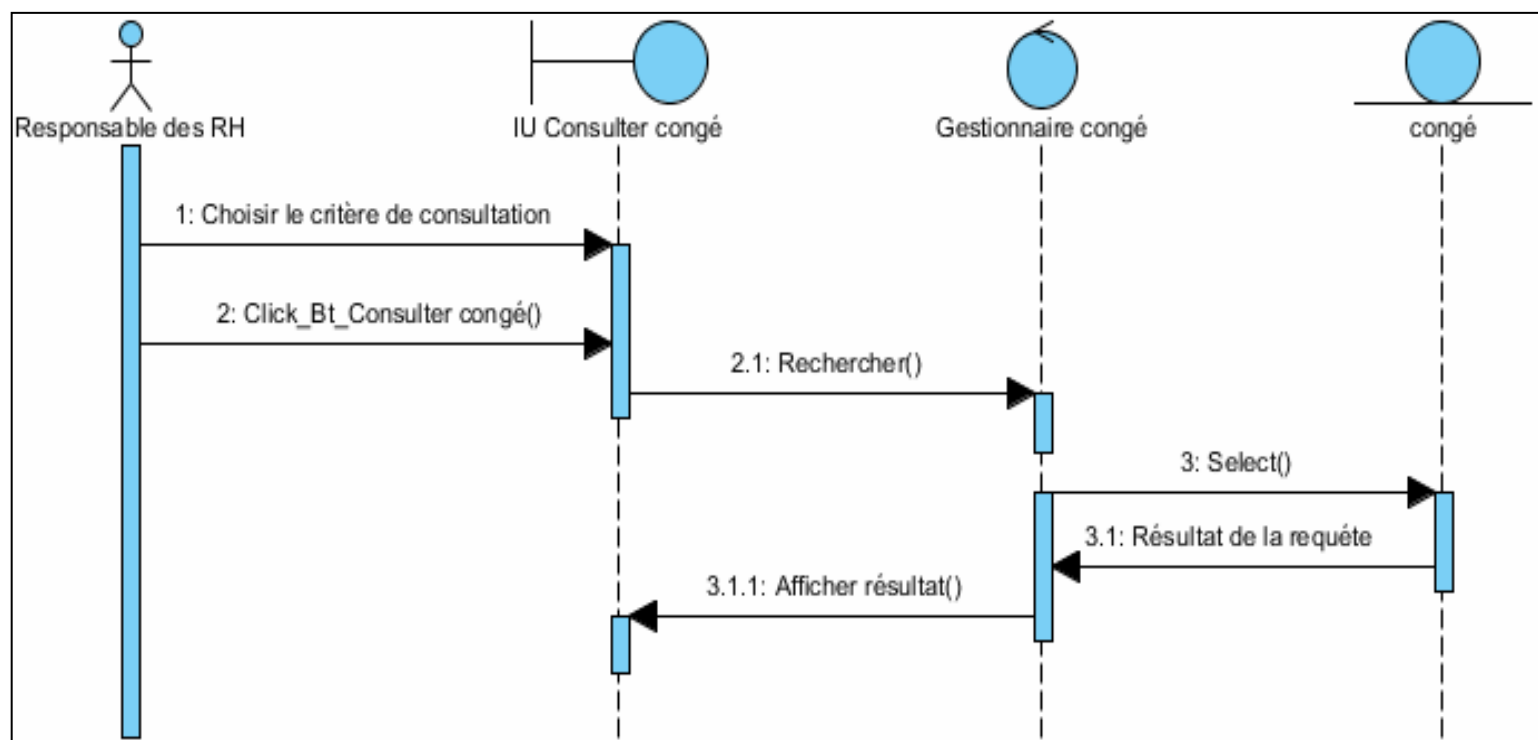 Responsable des RH
IU Consulter congé
Gestionnaire congé
congé
1: Choisir le critère de consultation
2: Click_Bt_Consulter congé()
2.1: Rechercher()
3: Select()
3.1: Résultat de la requéte
3.1.1: Afficher résultat()